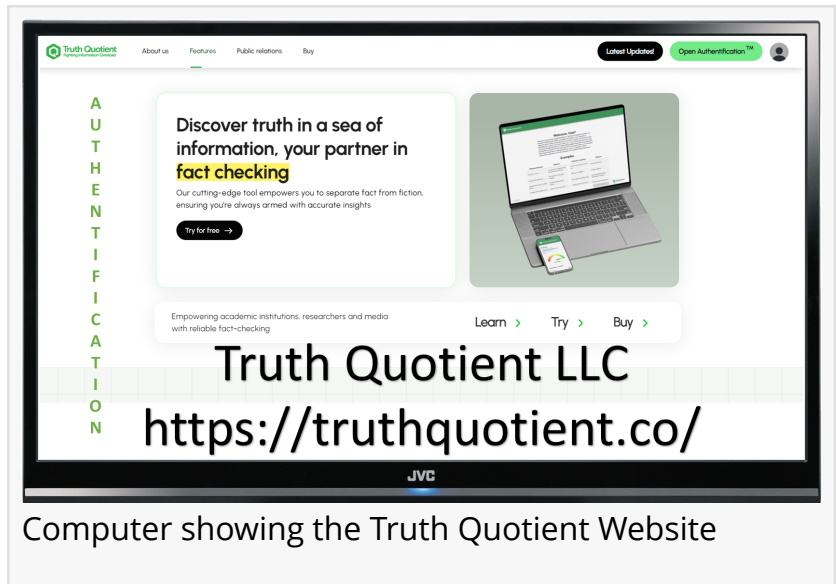 Truth Quotient
Fighting Information Overload
About us
Features
Public relations
Buy
Latest Updates!
Open Authentification™
AUTHENTIFICATION
Discover truth in a sea of
information, your partner in
fact checking
Our cutting-edge tool empowers you to separate fact from fiction,
ensuring you're always armed with accurate insights
Try for free →
Empowering academic institutions, researchers and media
with reliable fact-checking
Learn >
Try >
Buy >
Truth Quotient LLC
https://truthquotient.co/
JVC
Computer showing the Truth Quotient Website